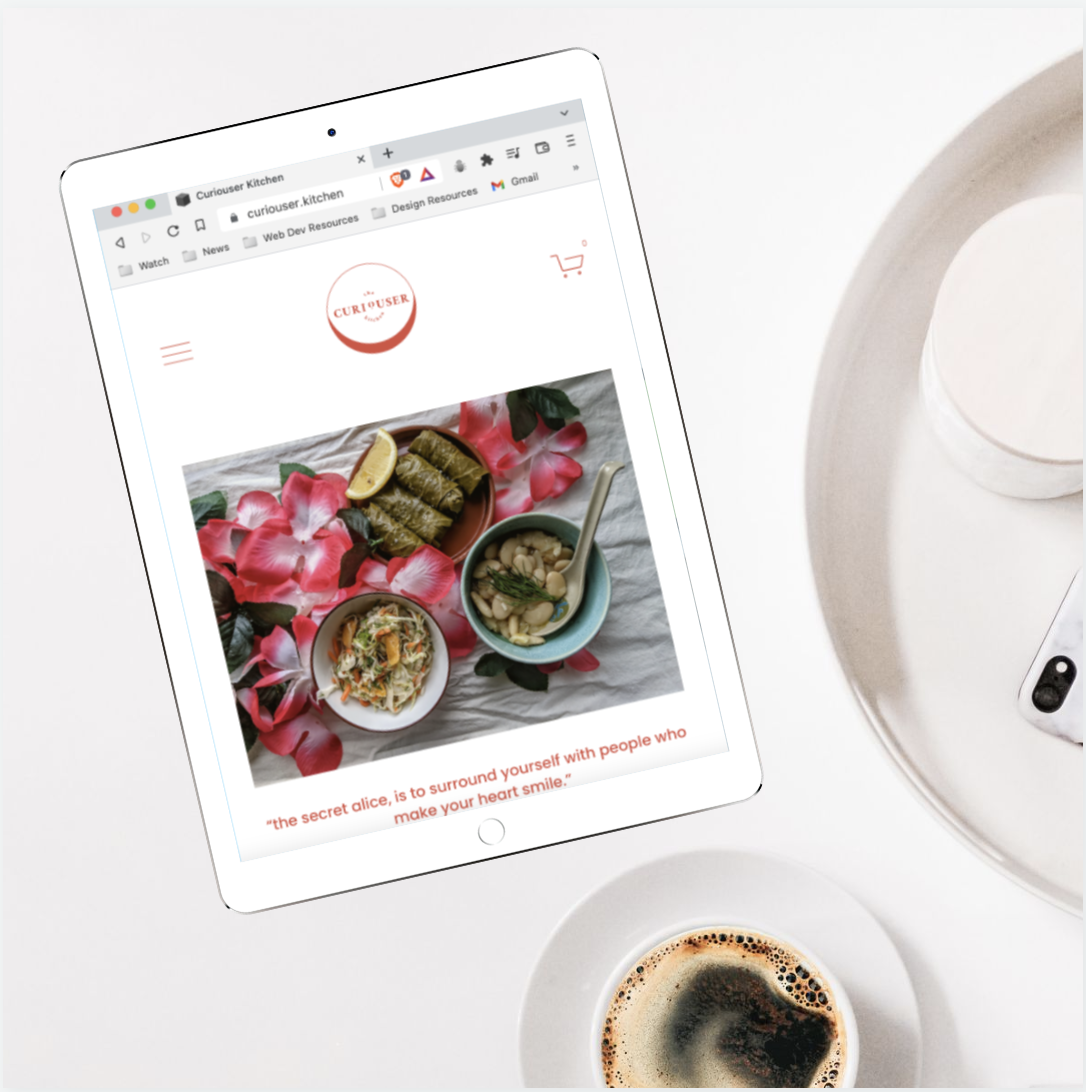 Curiouser Kitchen
curiouser.kitchen
1
Watch
News
Web Dev Resources
Design Resources
Gmail
0
THE
CURIOUSER
KITCHEN
“the secret alice, is to surround yourself with people who
make your heart smile.”